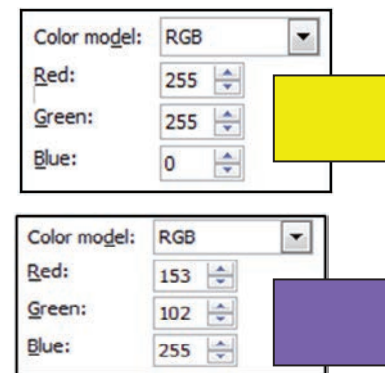 Color model: RGB
Red: 255
Green: 255
Blue: 0
Color model: RGB
Red: 153
Green: 102
Blue: 255